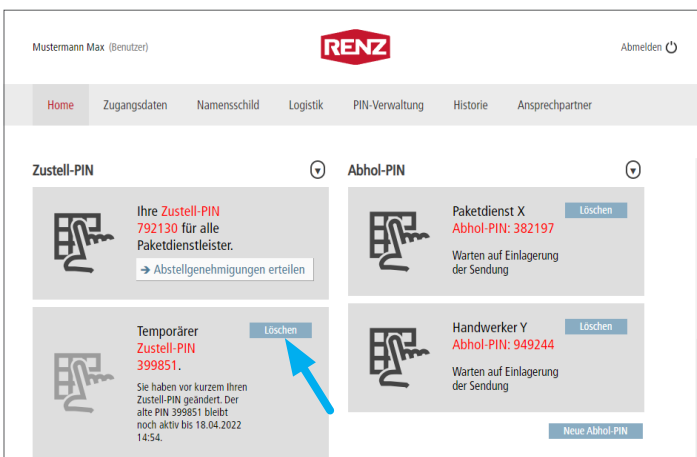 Mustermann Max (Benutzer)
RENZ
Abmelden
Home Zugangsdaten Namensschild Logistik PIN-Verwaltung Historie Ansprechpartner
Zustell-PIN
Ihre Zustell-PIN
792130 für alle
Paketdienstleister.
→ Abstellgenehmigungen erteilen
Temporärer
Zustell-PIN
399851.
Löschen
Sie haben vor kurzem Ihren
Zustell-PIN geändert. Der
alte PIN 399851 bleibt
noch aktiv bis 18.04.2022
14:54.
Abhol-PIN
Paketdienst X
Löschen
Abhol-PIN: 382197
Warten auf Einlagerung
der Sendung
Handwerker Y
Löschen
Abhol-PIN: 949244
Warten auf Einlagerung
der Sendung
Neue Abhol-PIN